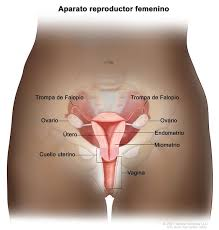 Aparato reproductor femenino
Trompa de Falopio Trompa de Falopio
Ovario Ovario
Útero Endometrio
Miometrio
Cuello uterino
Vagina